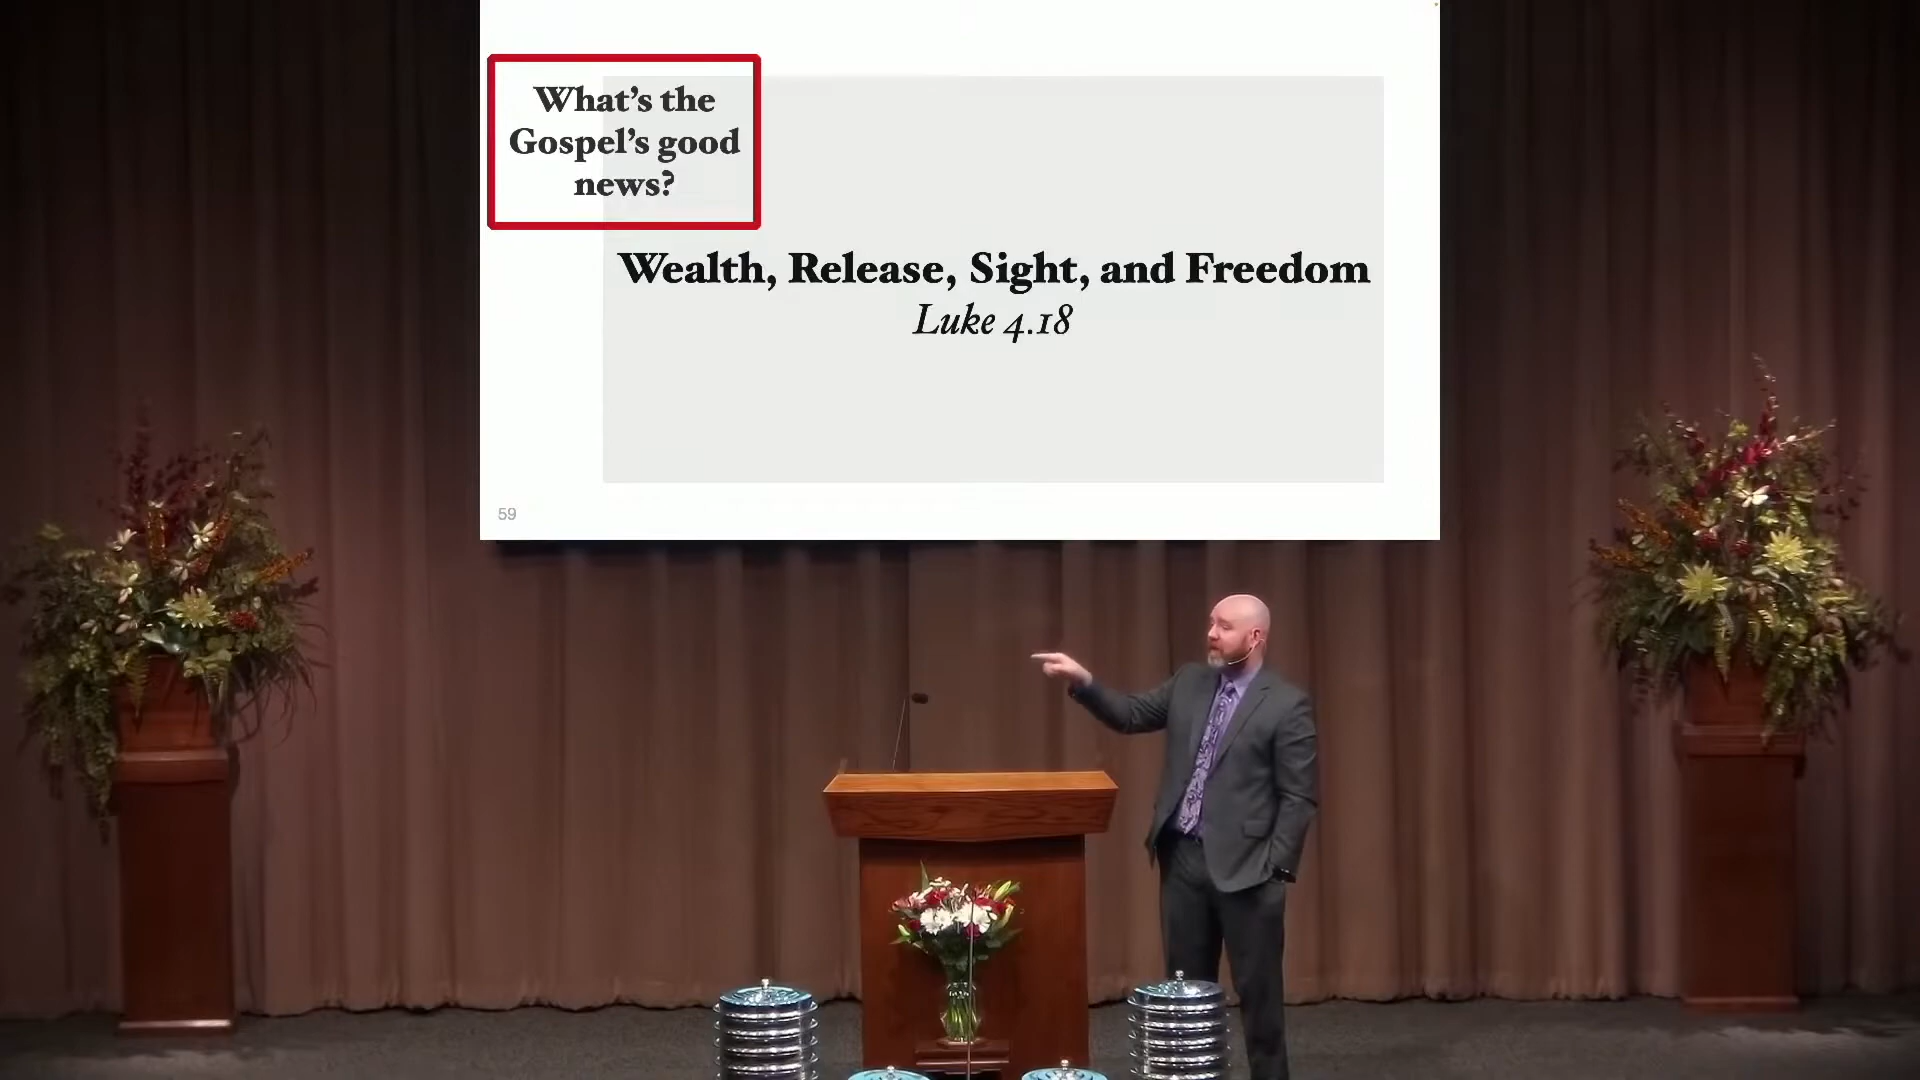 What's the
Gospel's good
news?
Wealth, Release, Sight, and Freedom
Luke 4.18
59